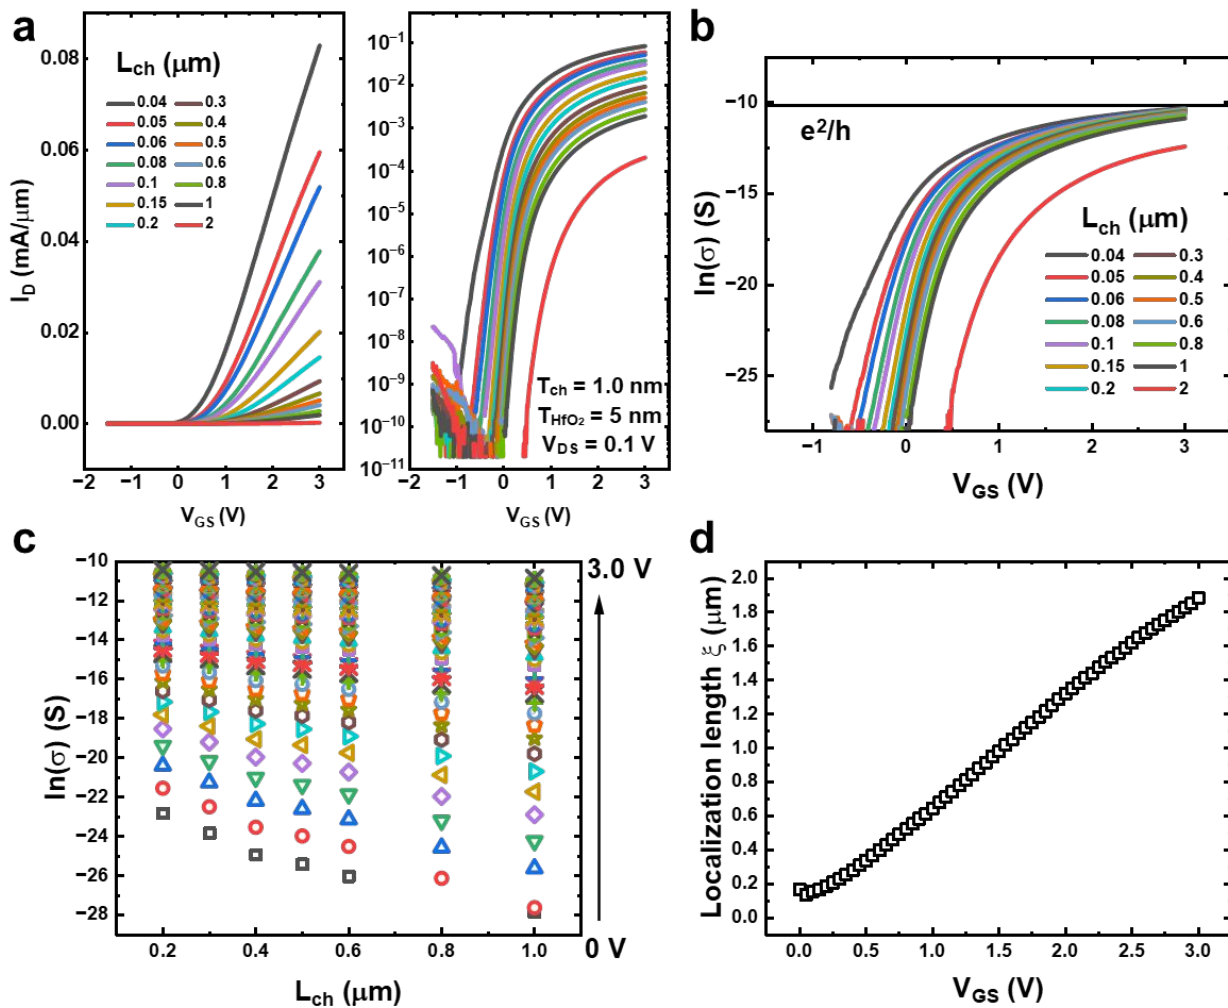 a
I_D (mA/μm)
0.08
0.06
0.04
0.02
0.00
L_ch (μm)
0.04 0.3
0.05 0.4
0.06 0.5
0.08 0.6
0.1 0.8
0.15 1
0.2 2
−2 −1 0 1 2 3
V_GS (V)
10^−1
10^−2
10^−3
10^−4
10^−5
10^−6
10^−7
10^−8
10^−9
10^−10
10^−11
T_ch = 1.0 nm
T_HfO₂ = 5 nm
V_DS = 0.1 V
−2 −1 0 1 2 3
V_GS (V)
b
ln(σ) (S)
−10
−15
−20
−25
e²/h
L_ch (μm)
0.04 0.3
0.05 0.4
0.06 0.5
0.08 0.6
0.1 0.8
0.15 1
0.2 2
−1 0 1 2 3
V_GS (V)
c
ln(σ) (S)
−10
−12
−14
−16
−18
−20
−22
−24
−26
−28
0.2 0.3 0.4 0.5 0.6 0.7 0.8 0.9 1.0
L_ch (μm)
3.0 V
0 V
d
Localization length ξ (μm)
2.0
1.8
1.6
1.4
1.2
1.0
0.8
0.6
0.4
0.2
0.0
0.0 0.5 1.0 1.5 2.0 2.5 3.0
V_GS (V)